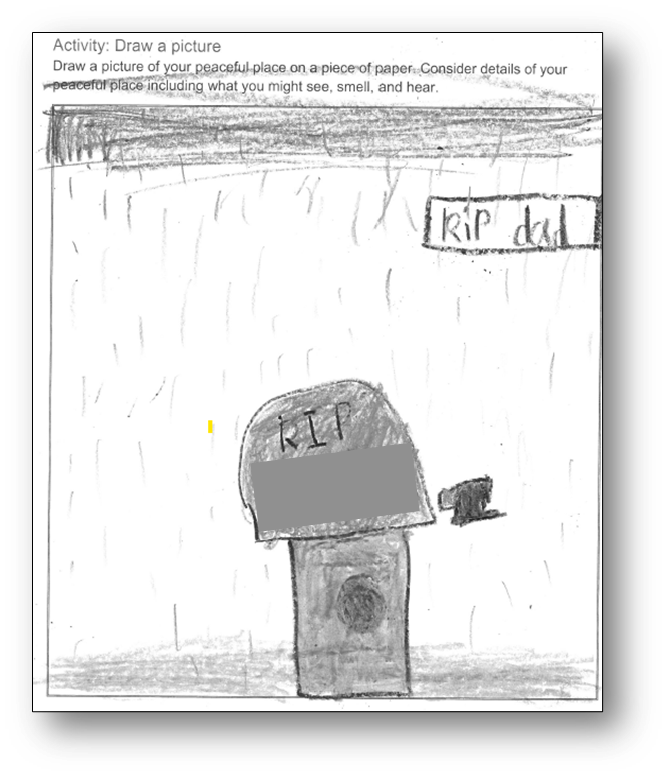 Activity: Draw a picture
Draw a picture of your peaceful place on a piece of paper. Consider details of your
peaceful place including what you might see, smell, and hear.
RiP dad
RIP